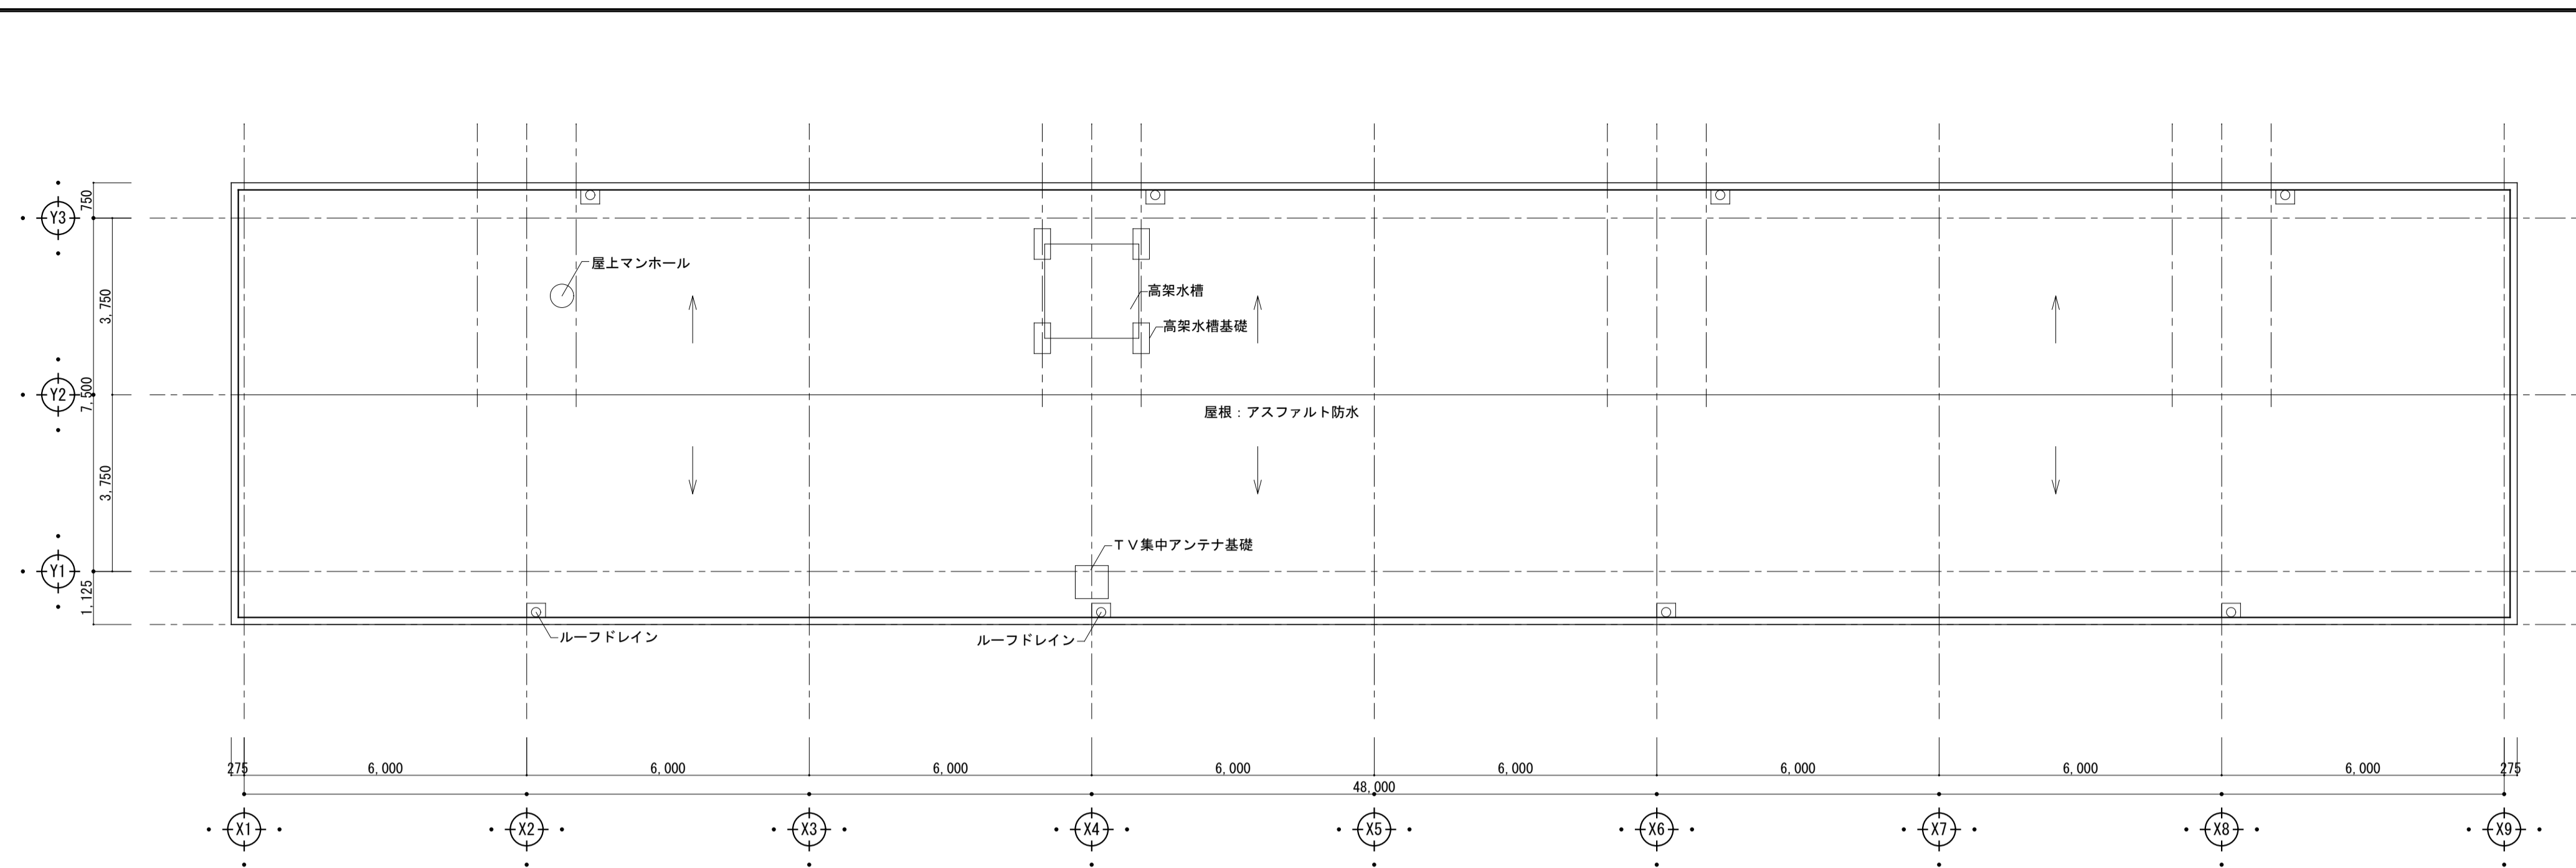 750
Y3
屋上マンホール
3,750
高架水槽
高架水槽基礎
Y2
7,500
屋根：アスファルト防水
3,750
ＴＶ集中アンテナ基礎
Y1
1,125
ルーフドレイン
ルーフドレイン
275
6,000
6,000
6,000
6,000
6,000
6,000
6,000
6,000
275
48,000
X1
X2
X3
X4
X5
X6
X7
X8
X9